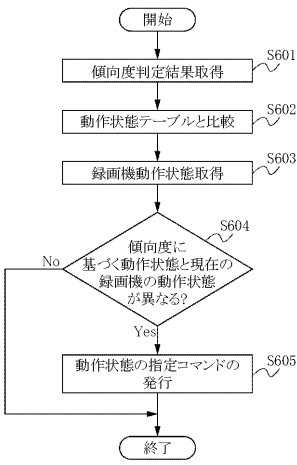 開始
S601
傾向度判定結果取得
S602
動作状態テーブルと比較
S603
録画機動作状態取得
S604
傾向度に
基づく動作状態と現在の
録画機の動作状態
が異なる?
No
Yes
S605
動作状態の指定コマンドの
発行
終了